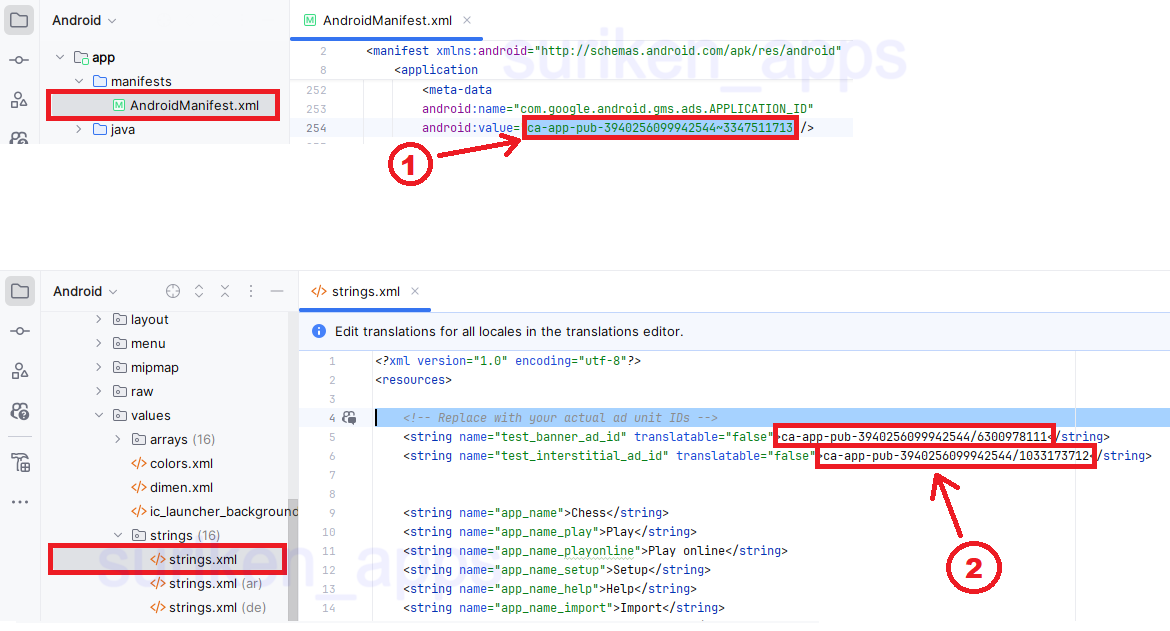 Android
AndroidManifest.xml
app
manifests
AndroidManifest.xml
java
2 <manifest xmlns:android="http://schemas.android.com/apk/res/android"
8 <application
252 <meta-data
253 android:name="com.google.android.gms.ads.APPLICATION_ID"
254 android:value="ca-app-pub-3940256099942544~3347511713"/>
suriken_apps
1
Android
strings.xml
Edit translations for all locales in the translations editor.
layout
menu
mipmap
raw
values
arrays (16)
colors.xml
dimen.xml
ic_launcher_background
strings (16)
strings.xml
strings.xml (ar)
strings.xml (de)
1 <?xml version="1.0" encoding="utf-8"?>
2 <resources>
3
4 <!-- Replace with your actual ad unit IDs -->
5 <string name="test_banner_ad_id" translatable="false">ca-app-pub-3940256099942544/6300978111</string>
6 <string name="test_interstitial_ad_id" translatable="false">ca-app-pub-3940256099942544/1033173712</string>
7
8
9 <string name="app_name">Chess</string>
10 <string name="app_name_play">Play</string>
11 <string name="app_name_playonline">Play online</string>
12 <string name="app_name_setup">Setup</string>
13 <string name="app_name_help">Help</string>
14 <string name="app_name_import">Import</string>
suriken_apps
2